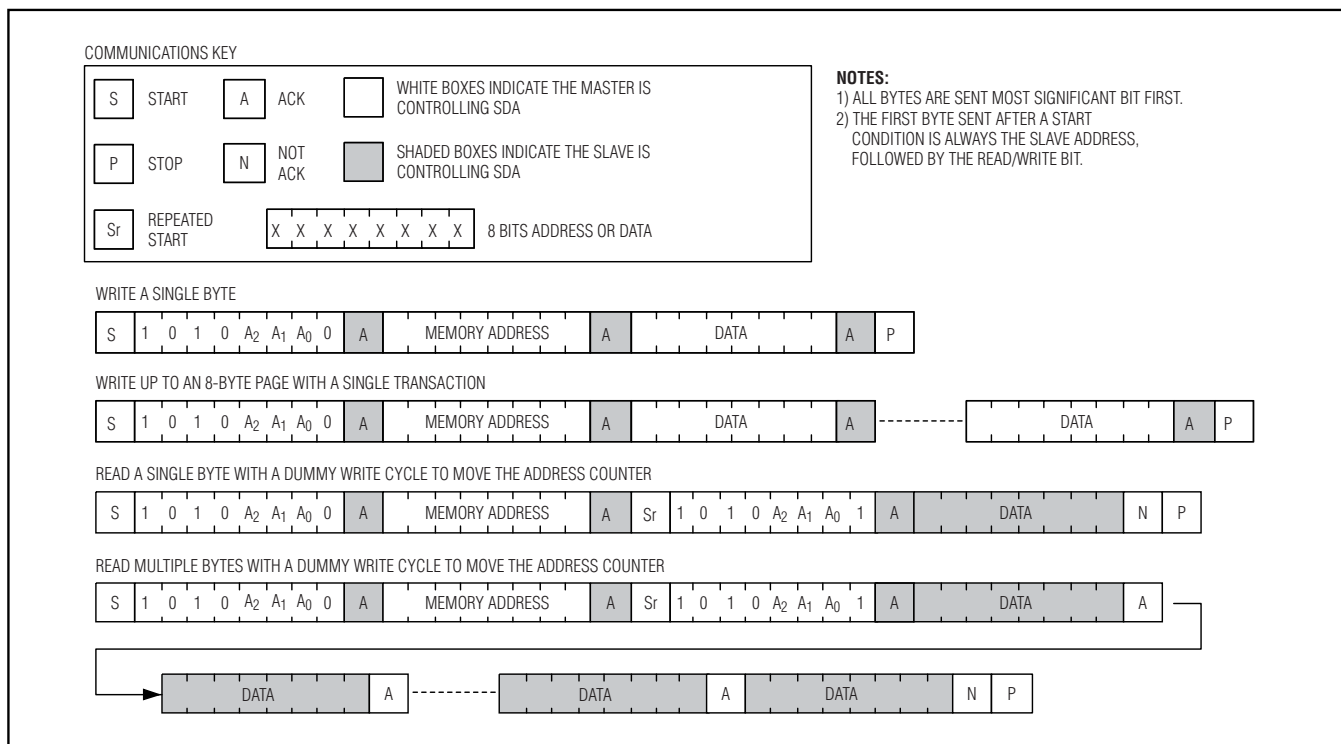 COMMUNICATIONS KEY
S START A ACK WHITE BOXES INDICATE THE MASTER IS
CONTROLLING SDA
P STOP N NOT
ACK SHADED BOXES INDICATE THE SLAVE IS
CONTROLLING SDA
Sr REPEATED
START X X X X X X X X 8 BITS ADDRESS OR DATA
NOTES:
1) ALL BYTES ARE SENT MOST SIGNIFICANT BIT FIRST.
2) THE FIRST BYTE SENT AFTER A START
CONDITION IS ALWAYS THE SLAVE ADDRESS,
FOLLOWED BY THE READ/WRITE BIT.
WRITE A SINGLE BYTE
S 1 0 1 0 A2 A1 A0 0 A MEMORY ADDRESS A DATA A P
WRITE UP TO AN 8-BYTE PAGE WITH A SINGLE TRANSACTION
S 1 0 1 0 A2 A1 A0 0 A MEMORY ADDRESS A DATA A DATA A P
READ A SINGLE BYTE WITH A DUMMY WRITE CYCLE TO MOVE THE ADDRESS COUNTER
S 1 0 1 0 A2 A1 A0 0 A MEMORY ADDRESS A Sr 1 0 1 0 A2 A1 A0 1 A DATA N P
READ MULTIPLE BYTES WITH A DUMMY WRITE CYCLE TO MOVE THE ADDRESS COUNTER
S 1 0 1 0 A2 A1 A0 0 A MEMORY ADDRESS A Sr 1 0 1 0 A2 A1 A0 1 A DATA A
DATA A DATA A DATA N P